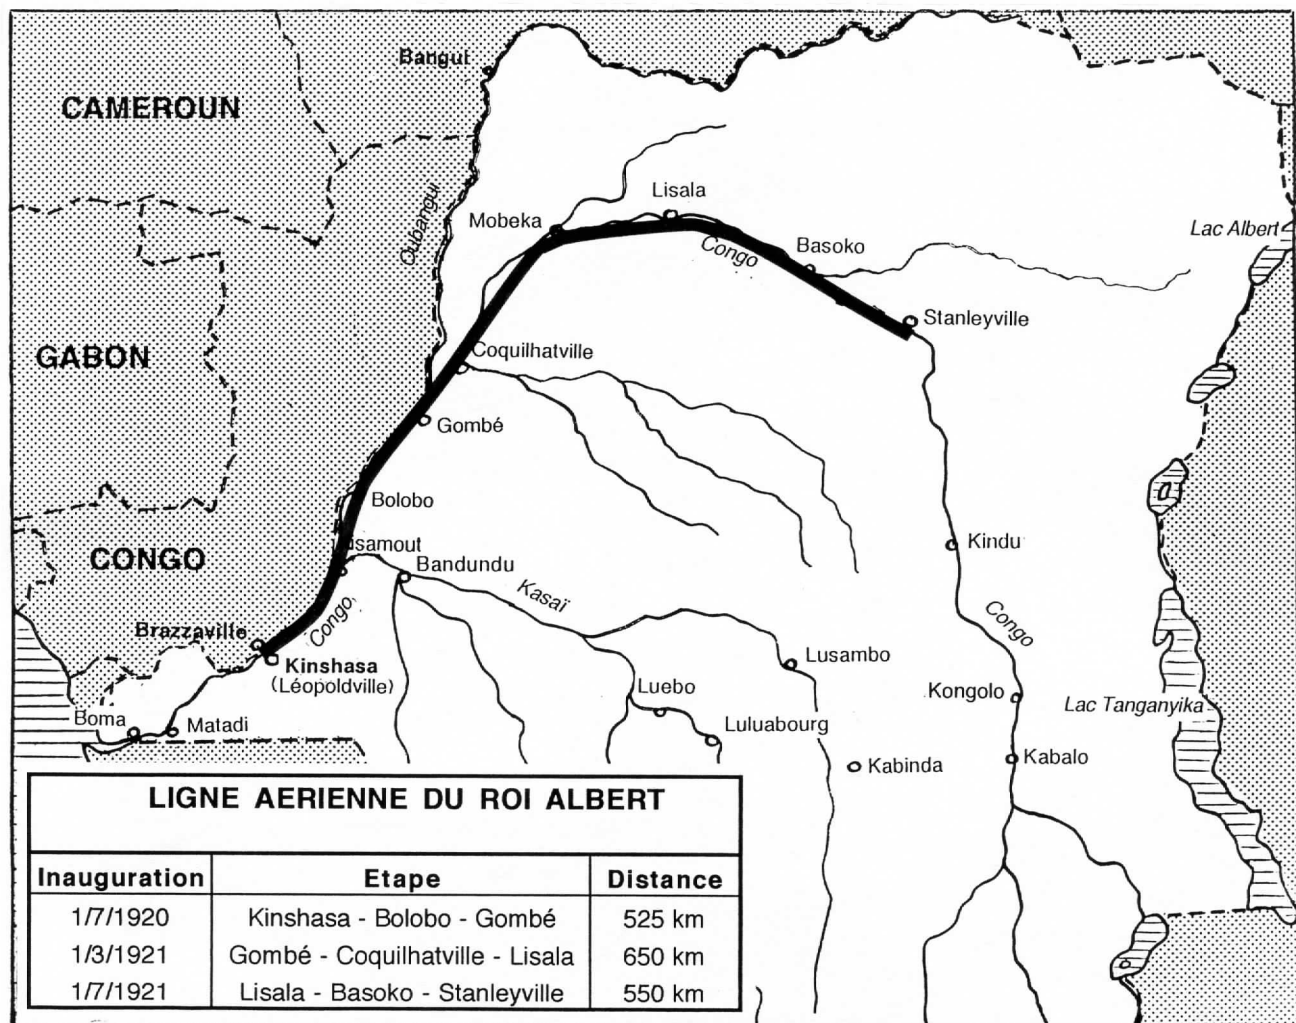 Bangui
CAMEROUN
Oubangui
Lisala
Mobeka
Congo
Basoko
Lac Albert
Stanleyville
GABON
Coquilhatville
Gombé
Bolobo
CONGO
usamout
Bandundu
Kasaï
Kindu
Congo
Congo
Brazzaville
Kinshasa
(Léopoldville)
Lusambo
Luebo
Kongolo
Lac Tanganyika
Boma
Matadi
Luluabourg
Kabinda
Kabalo
LIGNE AERIENNE DU ROI ALBERT
Inauguration Etape Distance
1/7/1920 Kinshasa - Bolobo - Gombé 525 km
1/3/1921 Gombé - Coquilhatville - Lisala 650 km
1/7/1921 Lisala - Basoko - Stanleyville 550 km